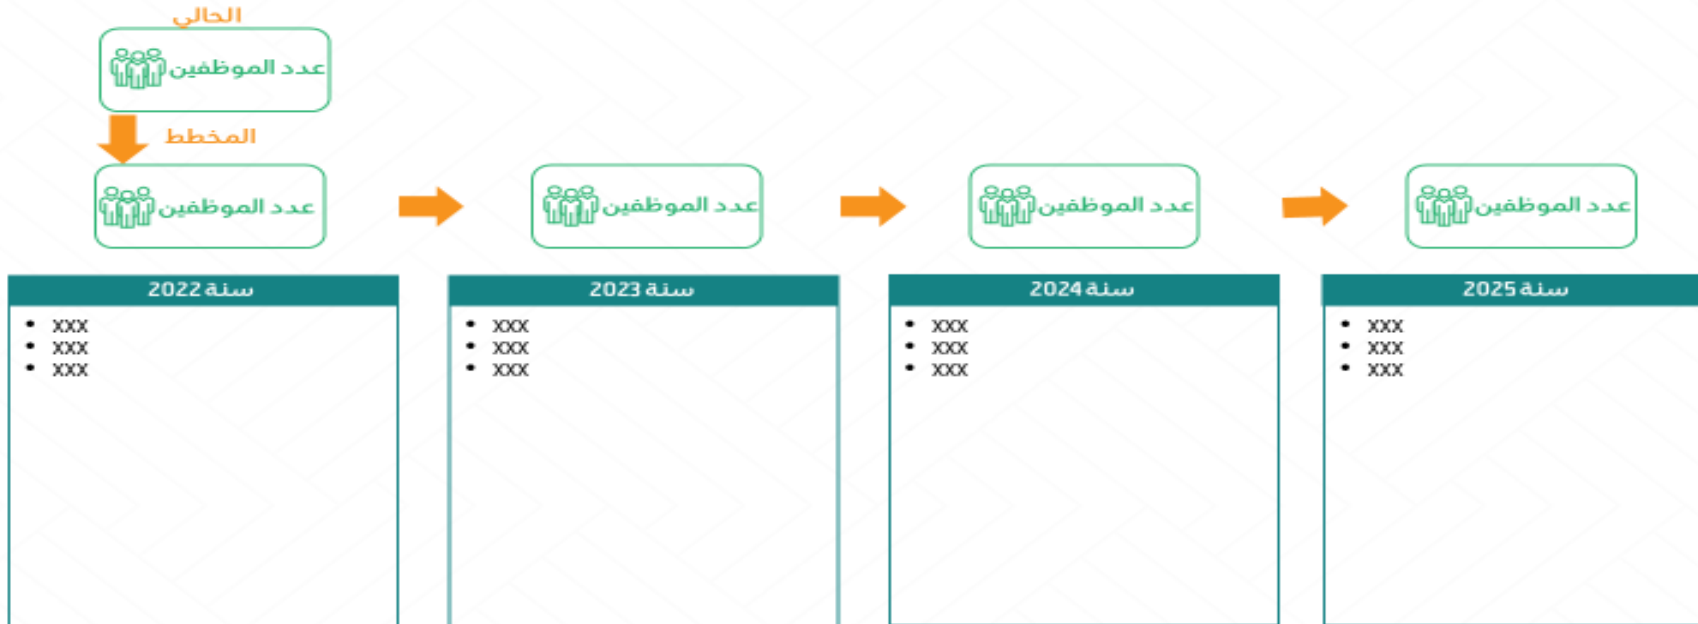 الحالي
عدد الموظفين
المخطط
عدد الموظفين
عدد الموظفين
عدد الموظفين
عدد الموظفين
سنة 2022
• xxx
• xxx
• xxx
سنة 2023
• xxx
• xxx
• xxx
سنة 2024
• xxx
• xxx
• xxx
سنة 2025
• xxx
• xxx
• xxx